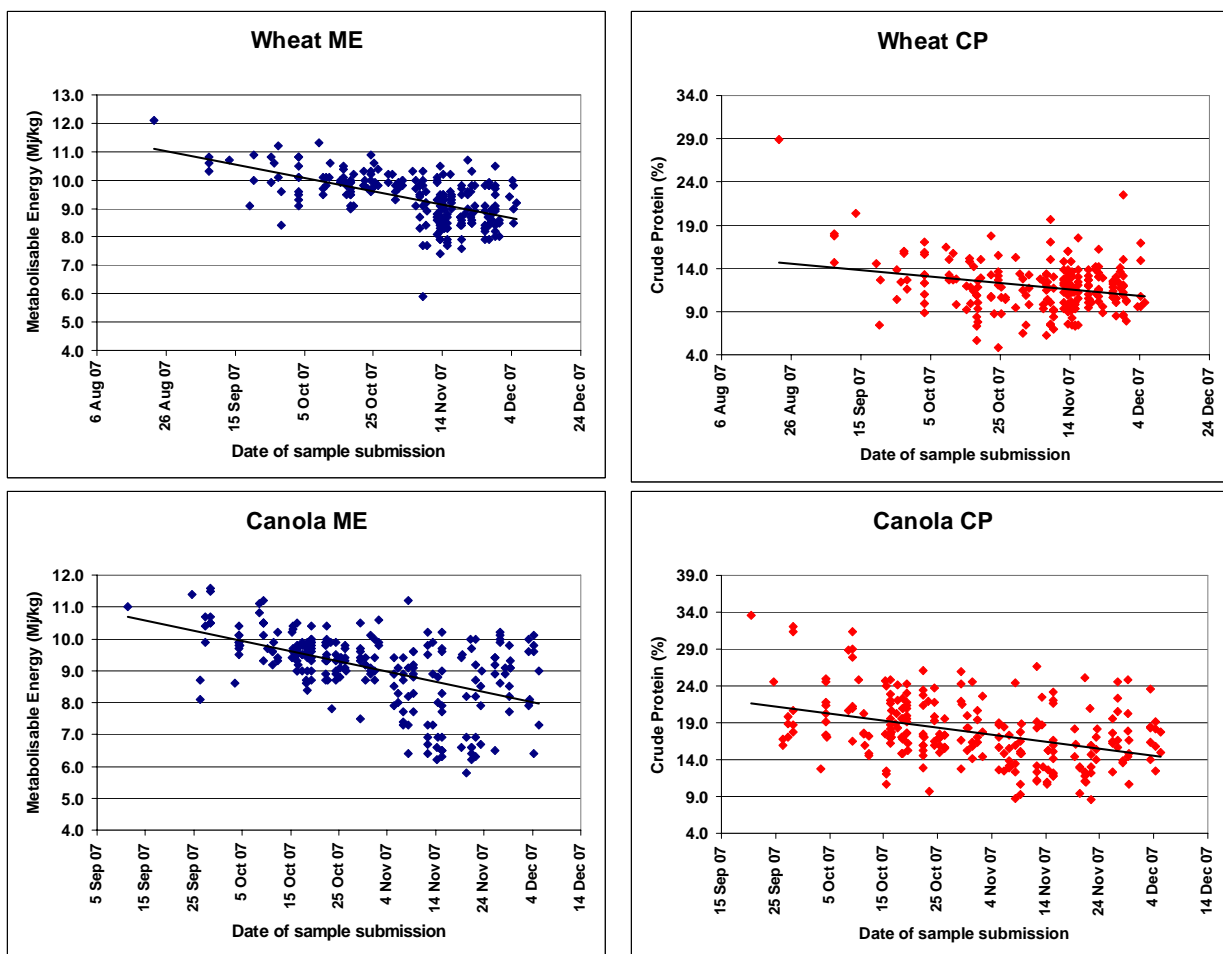 Wheat ME
Metabolisable Energy (Mj/kg)
13.0
12.0
11.0
10.0
9.0
8.0
7.0
6.0
5.0
4.0
6 Aug 07
26 Aug 07
15 Sep 07
5 Oct 07
25 Oct 07
14 Nov 07
4 Dec 07
24 Dec 07
Date of sample submission
Wheat CP
Crude Protein (%)
34.0
29.0
24.0
19.0
14.0
9.0
4.0
6 Aug 07
26 Aug 07
15 Sep 07
5 Oct 07
25 Oct 07
14 Nov 07
4 Dec 07
24 Dec 07
Date of sample submission
Canola ME
Metabolisable Energy (Mj/kg)
12.0
11.0
10.0
9.0
8.0
7.0
6.0
5.0
4.0
5 Sep 07
15 Sep 07
25 Sep 07
5 Oct 07
15 Oct 07
25 Oct 07
4 Nov 07
14 Nov 07
24 Nov 07
4 Dec 07
14 Dec 07
Date of sample submission
Canola CP
Crude Protein (%)
39.0
34.0
29.0
24.0
19.0
14.0
9.0
4.0
15 Sep 07
25 Sep 07
5 Oct 07
15 Oct 07
25 Oct 07
4 Nov 07
14 Nov 07
24 Nov 07
4 Dec 07
14 Dec 07
Date of sample submission